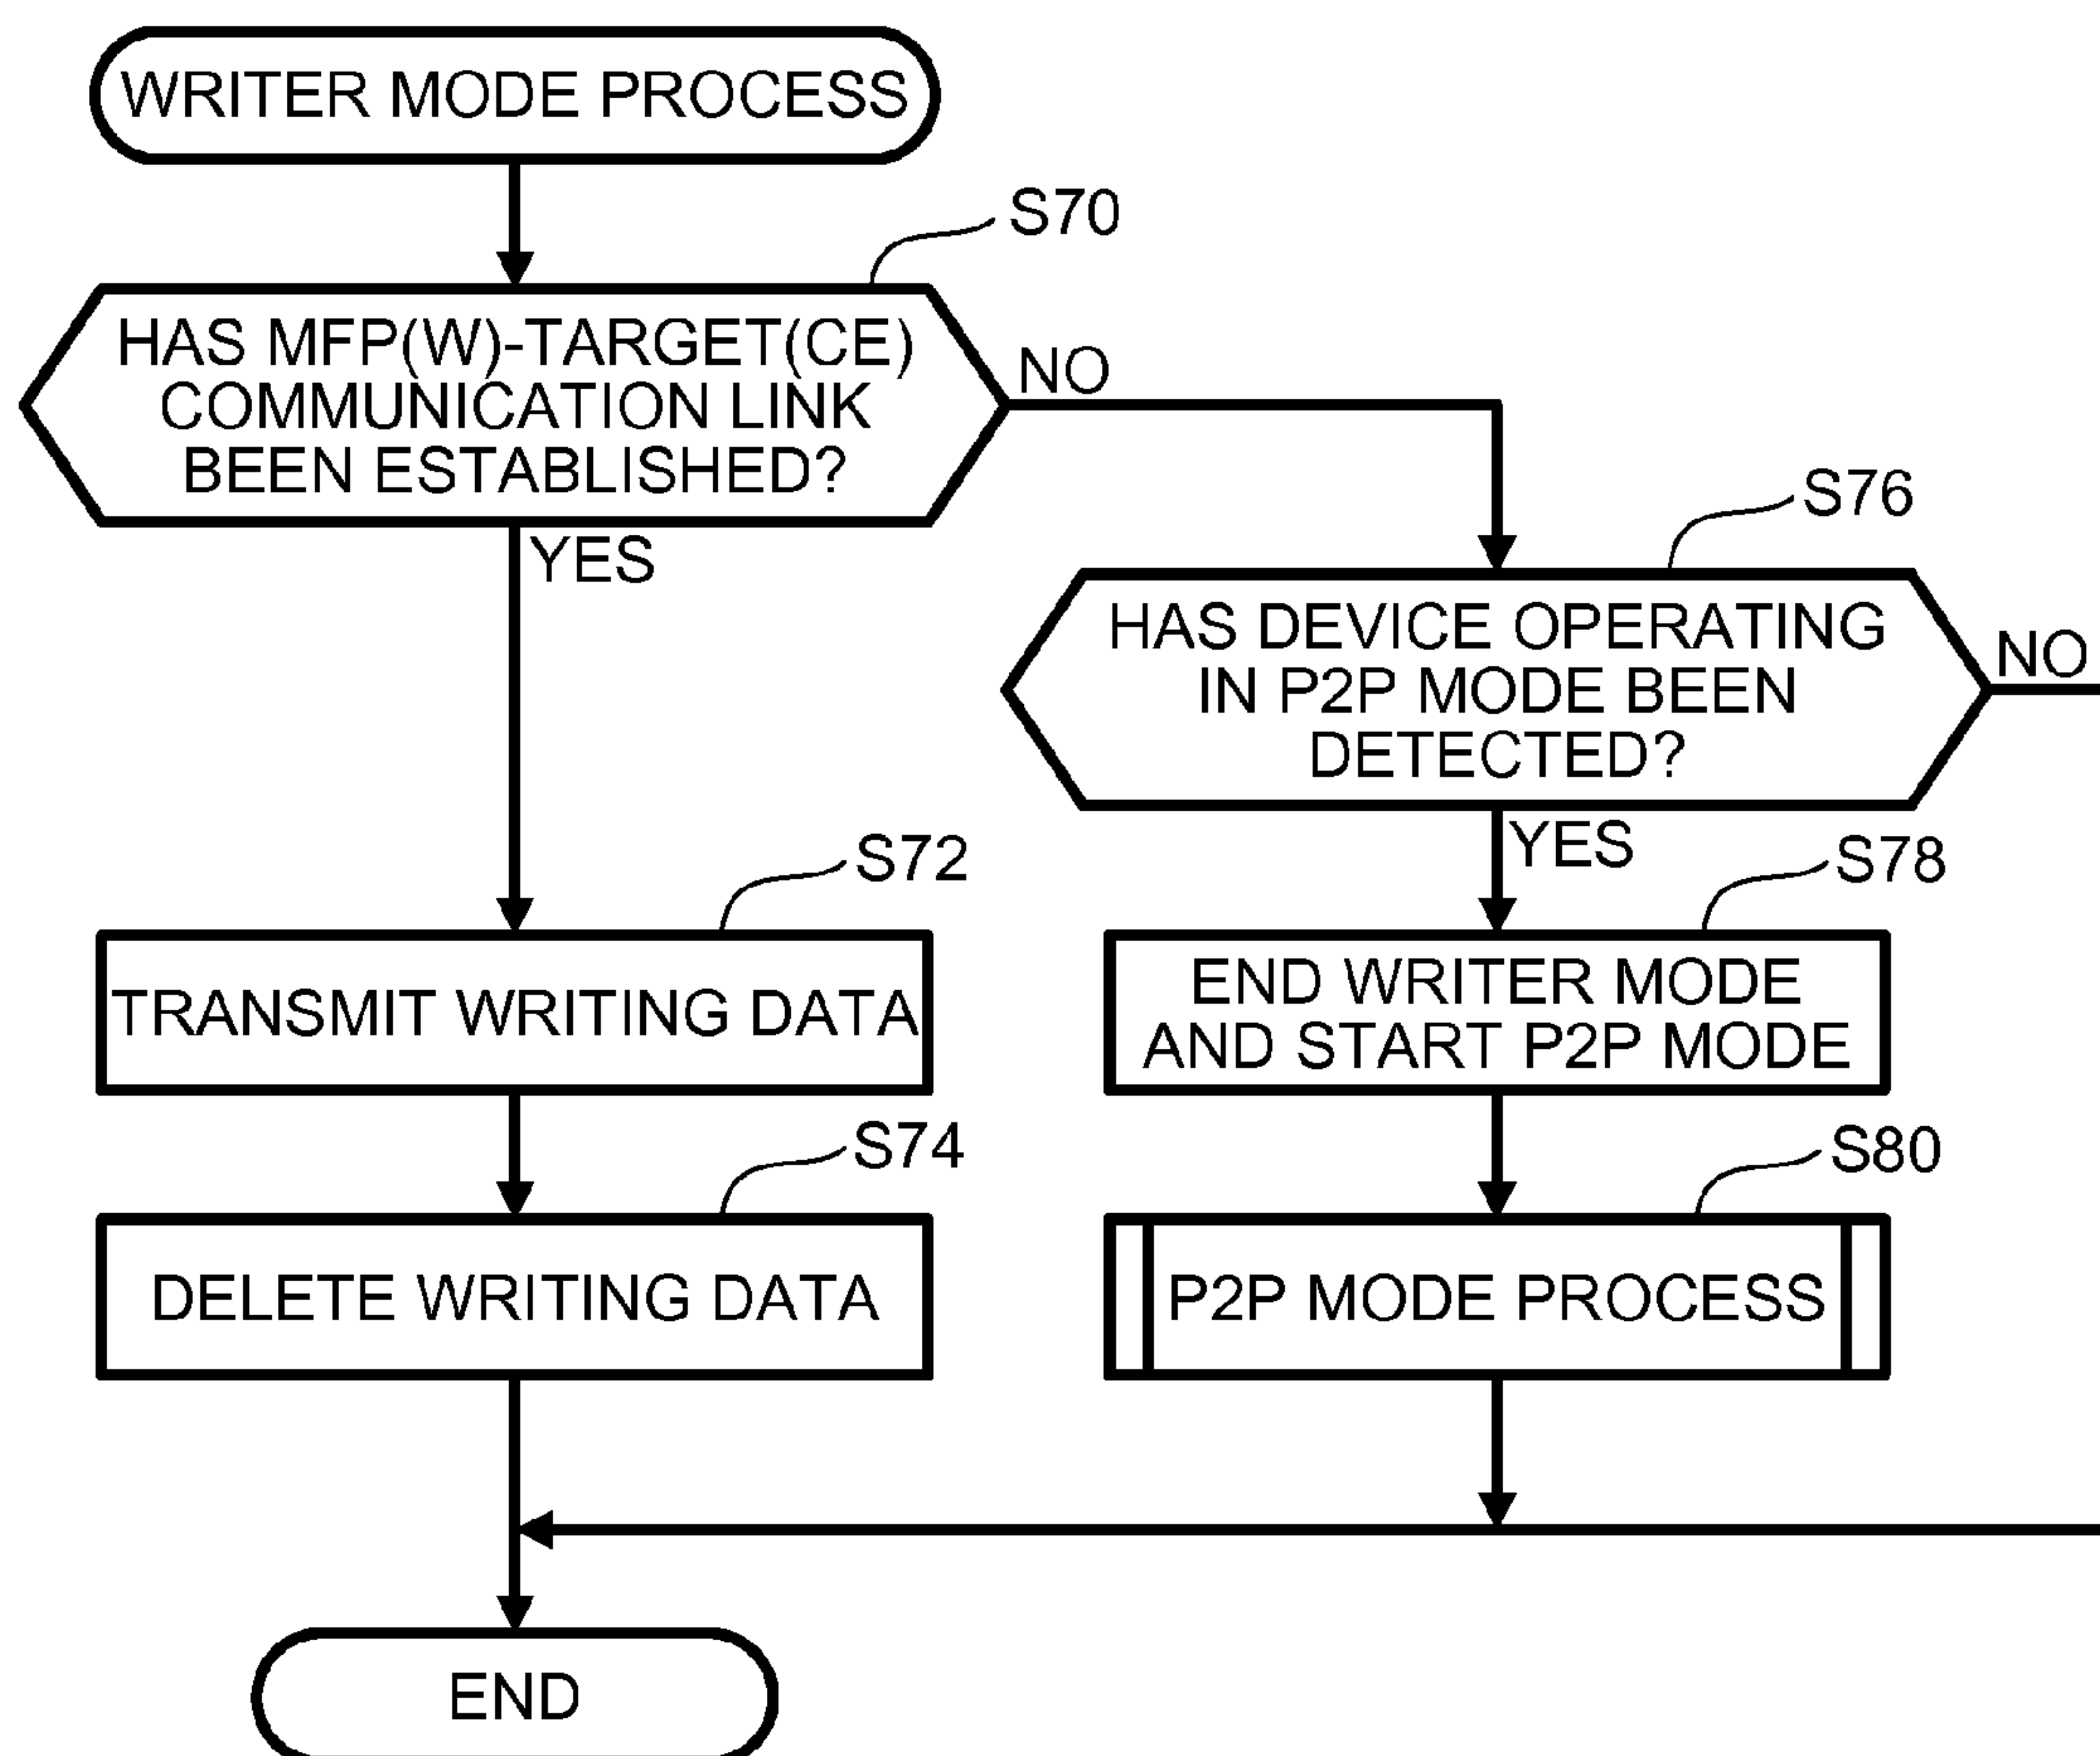 WRITER MODE PROCESS
S70
HAS MFP(W)-TARGET(CE)
COMMUNICATION LINK
BEEN ESTABLISHED?
NO
YES
S76
HAS DEVICE OPERATING
IN P2P MODE BEEN
DETECTED?
NO
YES
S72
TRANSMIT WRITING DATA
S78
END WRITER MODE
AND START P2P MODE
S74
DELETE WRITING DATA
S80
P2P MODE PROCESS
END